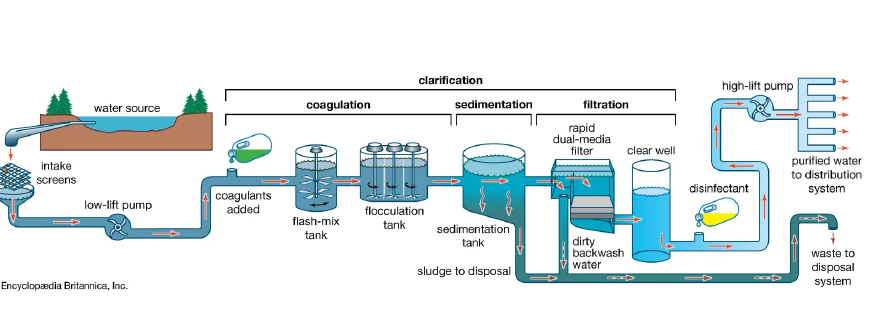 clarification
coagulation
sedimentation
filtration
water source
high-lift pump
rapid
dual-media
filter
clear well
intake
screens
purified water
to distribution
system
low-lift pump
coagulants
added
flash-mix
tank
flocculation
tank
sedimentation
tank
disinfectant
dirty
backwash
water
sludge to disposal
waste to
disposal
system
Encyclopædia Britannica, Inc.